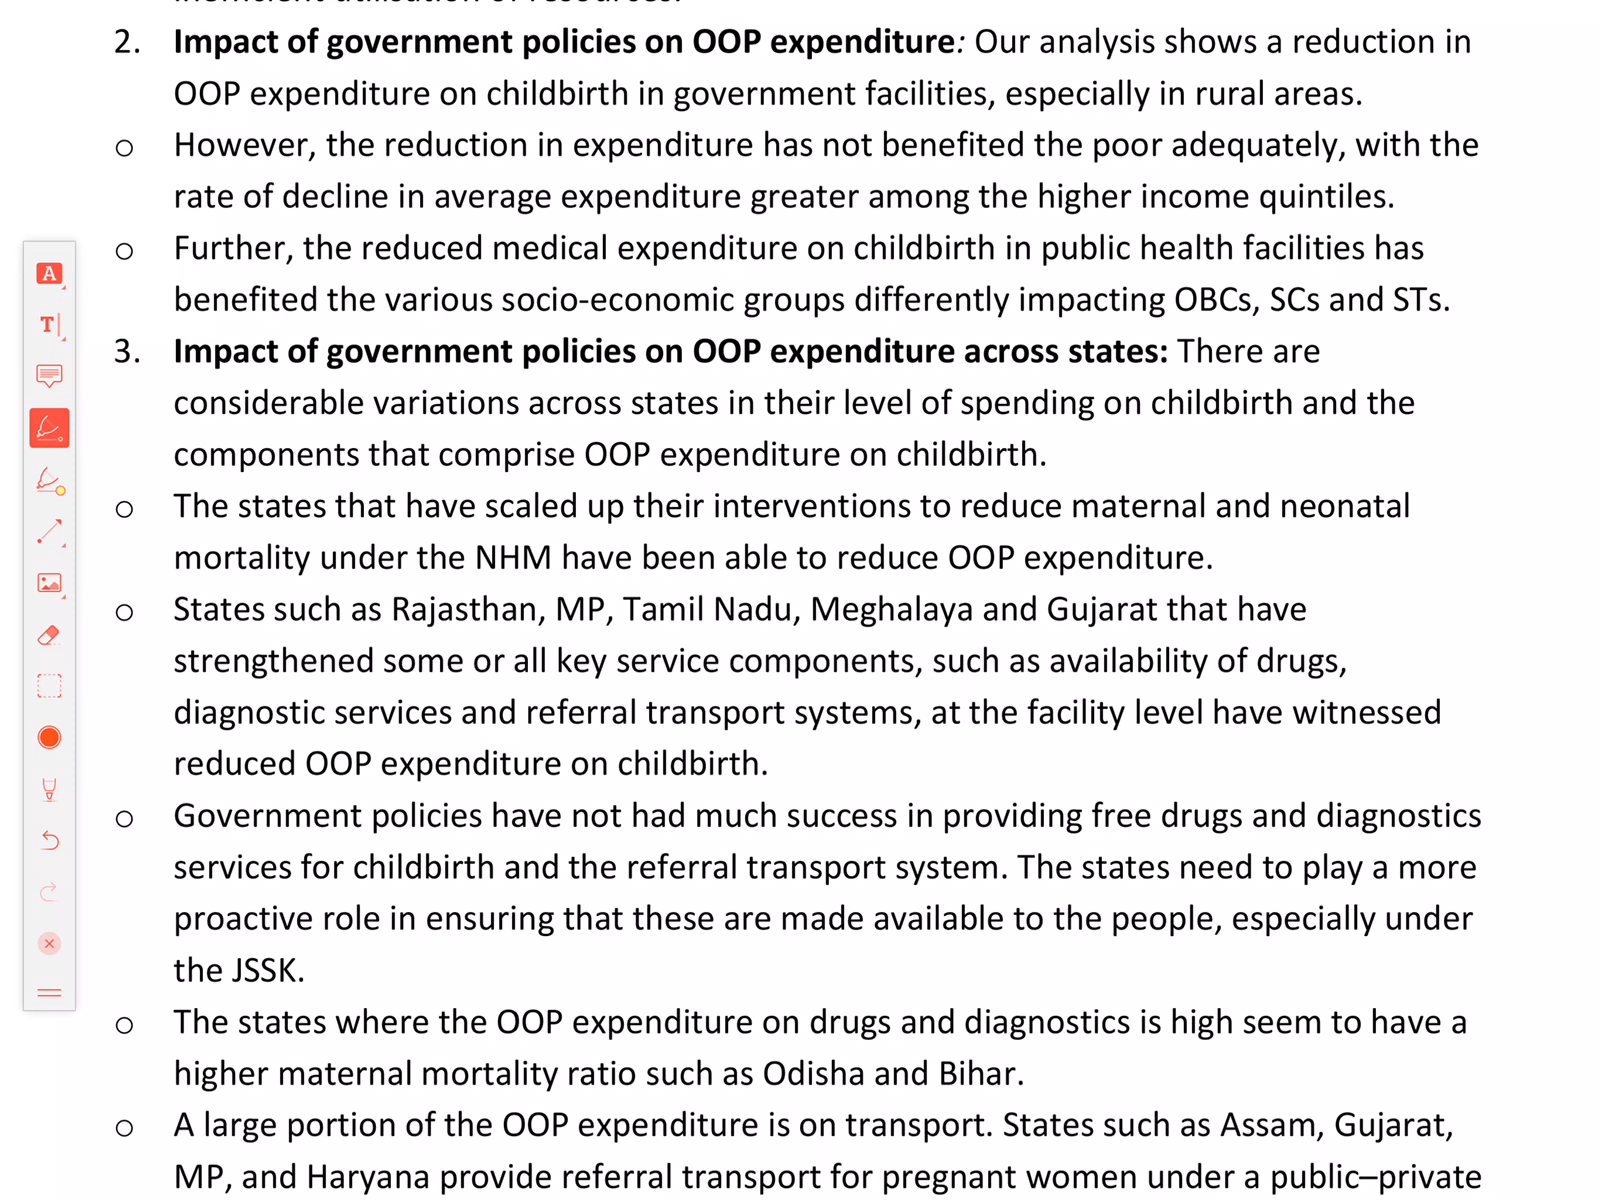 inefficient utilisation of resources.
2. Impact of government policies on OOP expenditure: Our analysis shows a reduction in
OOP expenditure on childbirth in government facilities, especially in rural areas.
o However, the reduction in expenditure has not benefited the poor adequately, with the
rate of decline in average expenditure greater among the higher income quintiles.
o Further, the reduced medical expenditure on childbirth in public health facilities has
benefited the various socio-economic groups differently impacting OBCs, SCs and STs.
3. Impact of government policies on OOP expenditure across states: There are
considerable variations across states in their level of spending on childbirth and the
components that comprise OOP expenditure on childbirth.
o The states that have scaled up their interventions to reduce maternal and neonatal
mortality under the NHM have been able to reduce OOP expenditure.
o States such as Rajasthan, MP, Tamil Nadu, Meghalaya and Gujarat that have
strengthened some or all key service components, such as availability of drugs,
diagnostic services and referral transport systems, at the facility level have witnessed
reduced OOP expenditure on childbirth.
o Government policies have not had much success in providing free drugs and diagnostics
services for childbirth and the referral transport system. The states need to play a more
proactive role in ensuring that these are made available to the people, especially under
the JSSK.
o The states where the OOP expenditure on drugs and diagnostics is high seem to have a
higher maternal mortality ratio such as Odisha and Bihar.
o A large portion of the OOP expenditure is on transport. States such as Assam, Gujarat,
MP, and Haryana provide referral transport for pregnant women under a public–private
A
T